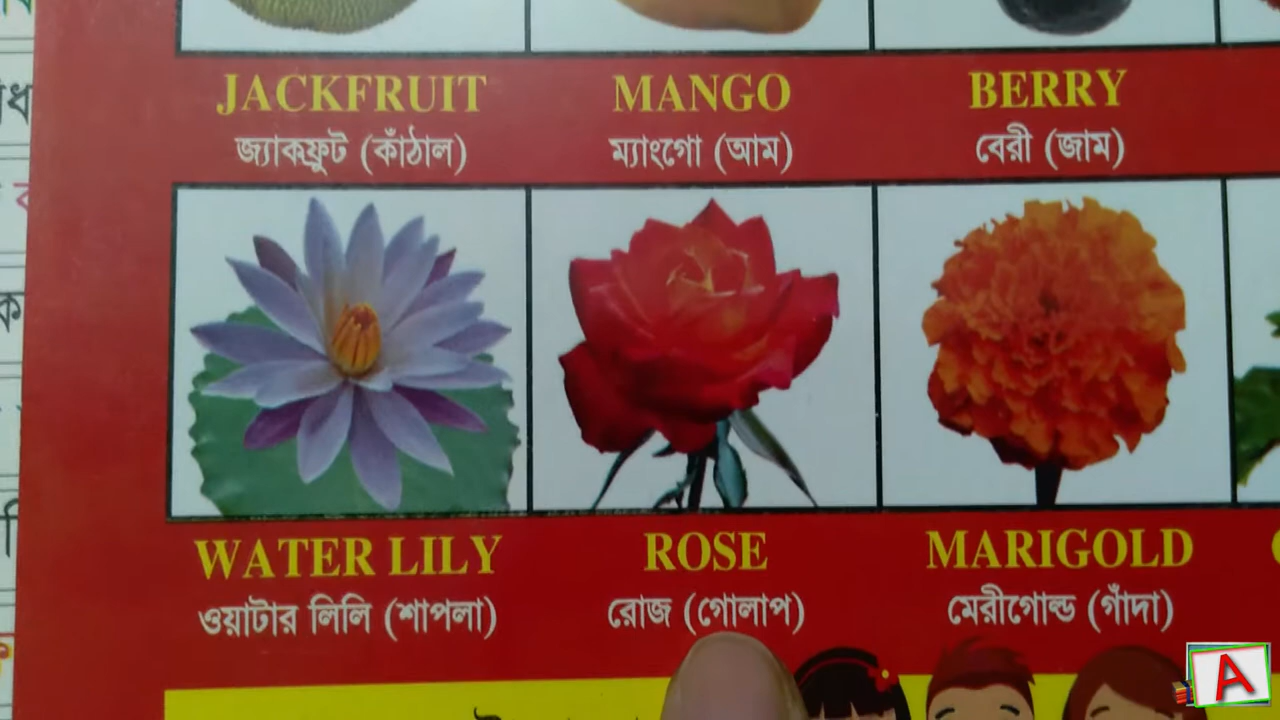 JACKFRUIT MANGO BERRY
জ্যাকফ্রুট (কাঁঠাল) ম্যাংগো (আম) বেরী (জাম)
WATER LILY ROSE MARIGOLD
ওয়াটার লিলি (শাপলা) রোজ (গোলাপ) মেরীগোল্ড (গাঁদা)
A